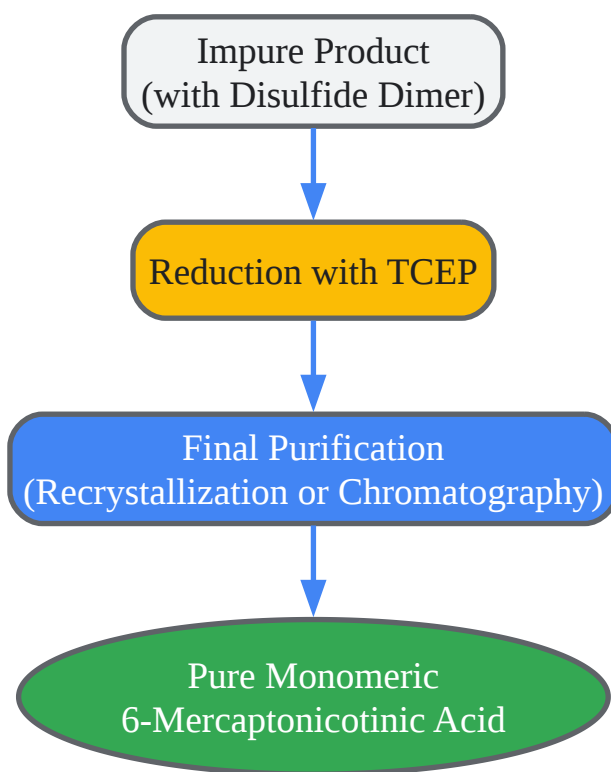 Impure Product
(with Disulfide Dimer)
Reduction with TCEP
Final Purification
(Recrystallization or Chromatography)
Pure Monomeric
6-Mercaptonicotinic Acid